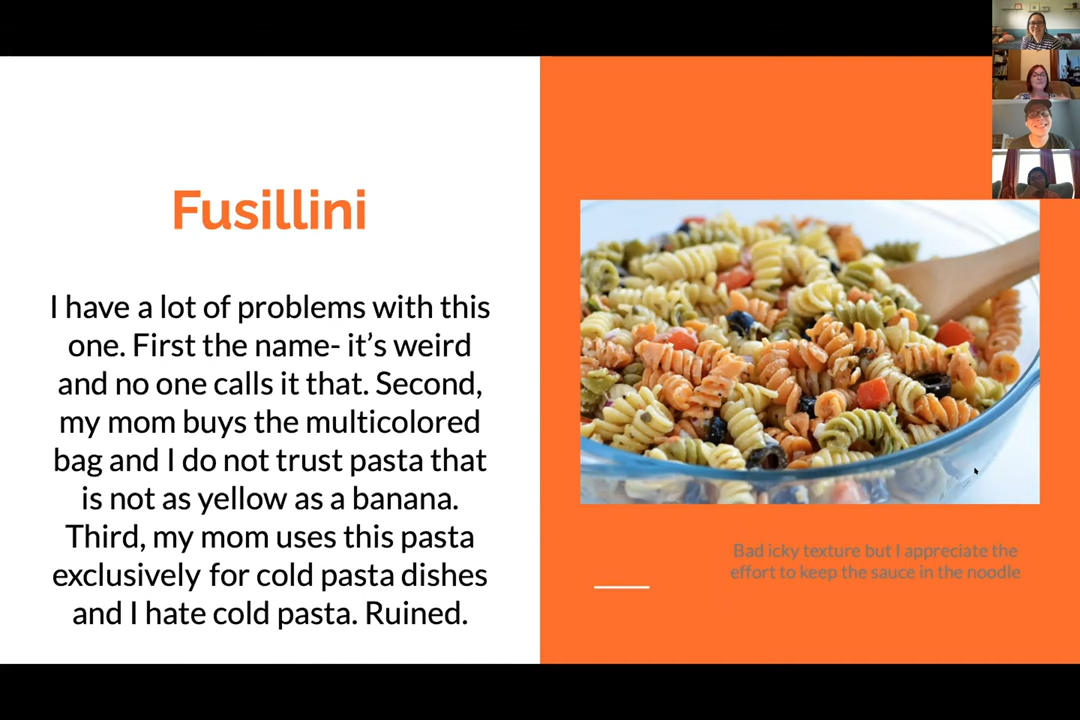 Fusillini
I have a lot of problems with this
one. First the name- it’s weird
and no one calls it that. Second,
my mom buys the multicolored
bag and I do not trust pasta that
is not as yellow as a banana.
Third, my mom uses this pasta
exclusively for cold pasta dishes
and I hate cold pasta. Ruined.
Bad icky texture but I appreciate the
effort to keep the sauce in the noodle